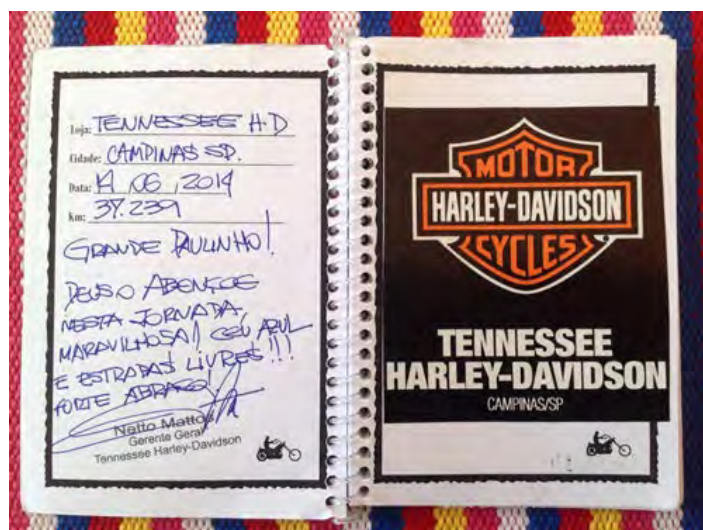 Loja: TENNESSEE H-D
Cidade: CAMPINAS SP.
Data: 14, 06, 2014
km: 37.239
GRANDE PAULINHO!
DEUS O ABENÇOE
NESTA JORNADA
MARAVILHOSA! CEU AZUL
E ESTRADAS LIVRES!!!
FORTE ABRAÇO!
Netto Mattos
Gerente Geral
Tennessee Harley-Davidson
MOTOR
HARLEY-DAVIDSON
CYCLES
®
TENNESSEE
HARLEY-DAVIDSON
CAMPINAS/SP